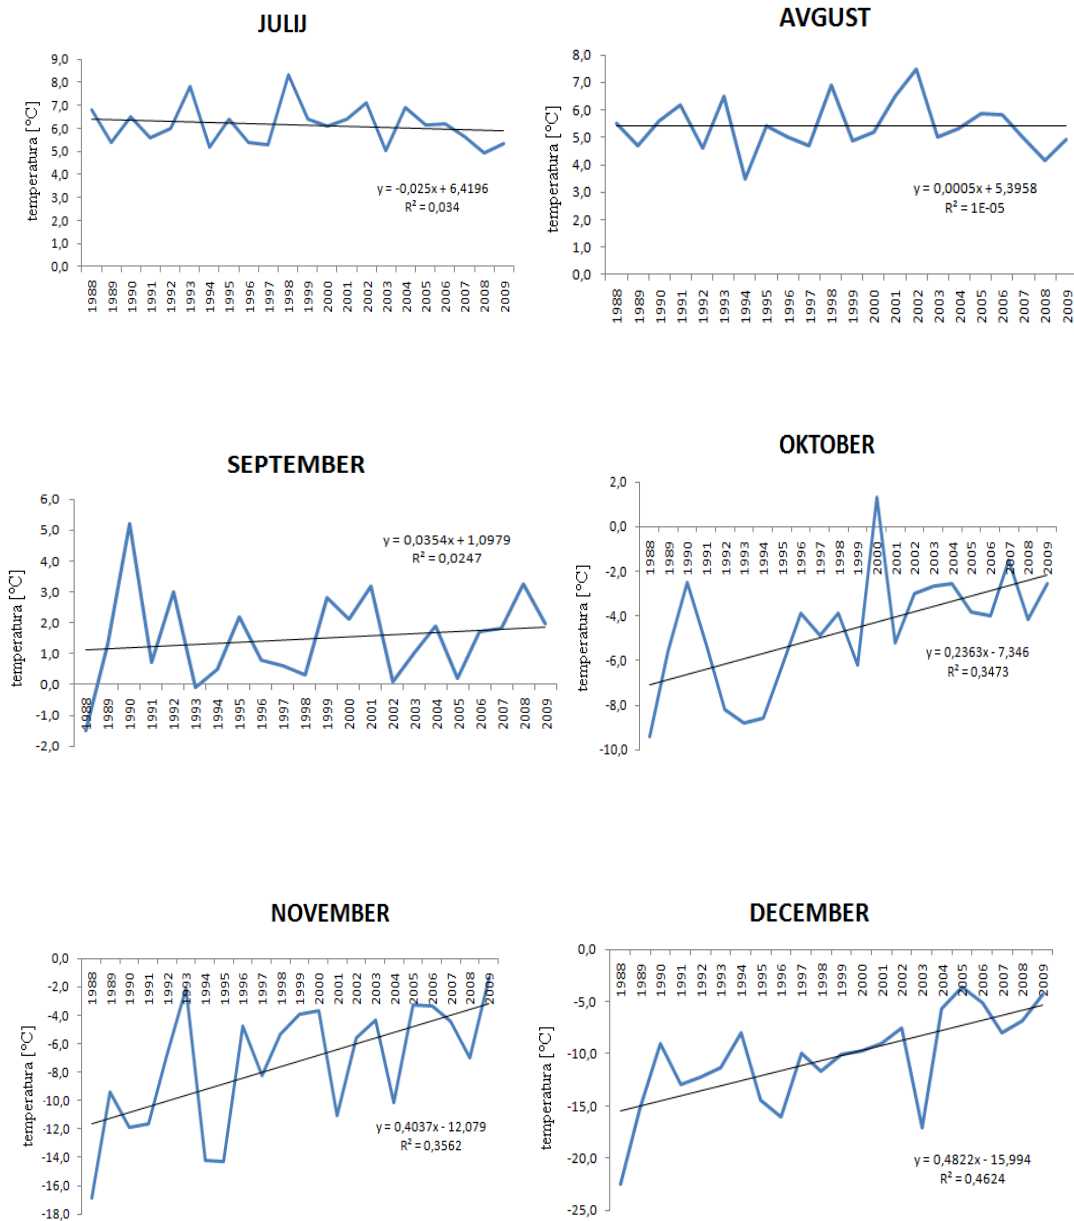 JULIJ
temperatura [°C]
9,0
8,0
7,0
6,0
5,0
4,0
3,0
2,0
1,0
0,0
y = -0,025x + 6,4196
R² = 0,034
1988 1989 1990 1991 1992 1993 1994 1995 1996 1997 1998 1999 2000 2001 2002 2003 2004 2005 2006 2007 2008 2009
AVGUST
temperatura [°C]
8,0
7,0
6,0
5,0
4,0
3,0
2,0
1,0
0,0
y = 0,0005x + 5,3958
R² = 1E-05
1988 1989 1990 1991 1992 1993 1994 1995 1996 1997 1998 1999 2000 2001 2002 2003 2004 2005 2006 2007 2008 2009
SEPTEMBER
temperatura [°C]
6,0
5,0
4,0
3,0
2,0
1,0
0,0
-1,0
-2,0
y = 0,0354x + 1,0979
R² = 0,0247
1988 1989 1990 1991 1992 1993 1994 1995 1996 1997 1998 1999 2000 2001 2002 2003 2004 2005 2006 2007 2008 2009
OKTOBER
temperatura [°C]
2,0
0,0
-2,0
-4,0
-6,0
-8,0
-10,0
1988 1989 1990 1991 1992 1993 1994 1995 1996 1997 1998 1999 2000 2001 2002 2003 2004 2005 2006 2007 2008 2009
y = 0,2363x - 7,346
R² = 0,3473
NOVEMBER
temperatura [°C]
0,0
-2,0
-4,0
-6,0
-8,0
-10,0
-12,0
-14,0
-16,0
-18,0
1988 1989 1990 1991 1992 1993 1994 1995 1996 1997 1998 1999 2000 2001 2002 2003 2004 2005 2006 2007 2008 2009
y = 0,4037x - 12,079
R² = 0,3562
DECEMBER
temperatura [°C]
0,0
-5,0
-10,0
-15,0
-20,0
-25,0
1988 1989 1990 1991 1992 1993 1994 1995 1996 1997 1998 1999 2000 2001 2002 2003 2004 2005 2006 2007 2008 2009
y = 0,4822x - 15,994
R² = 0,4624